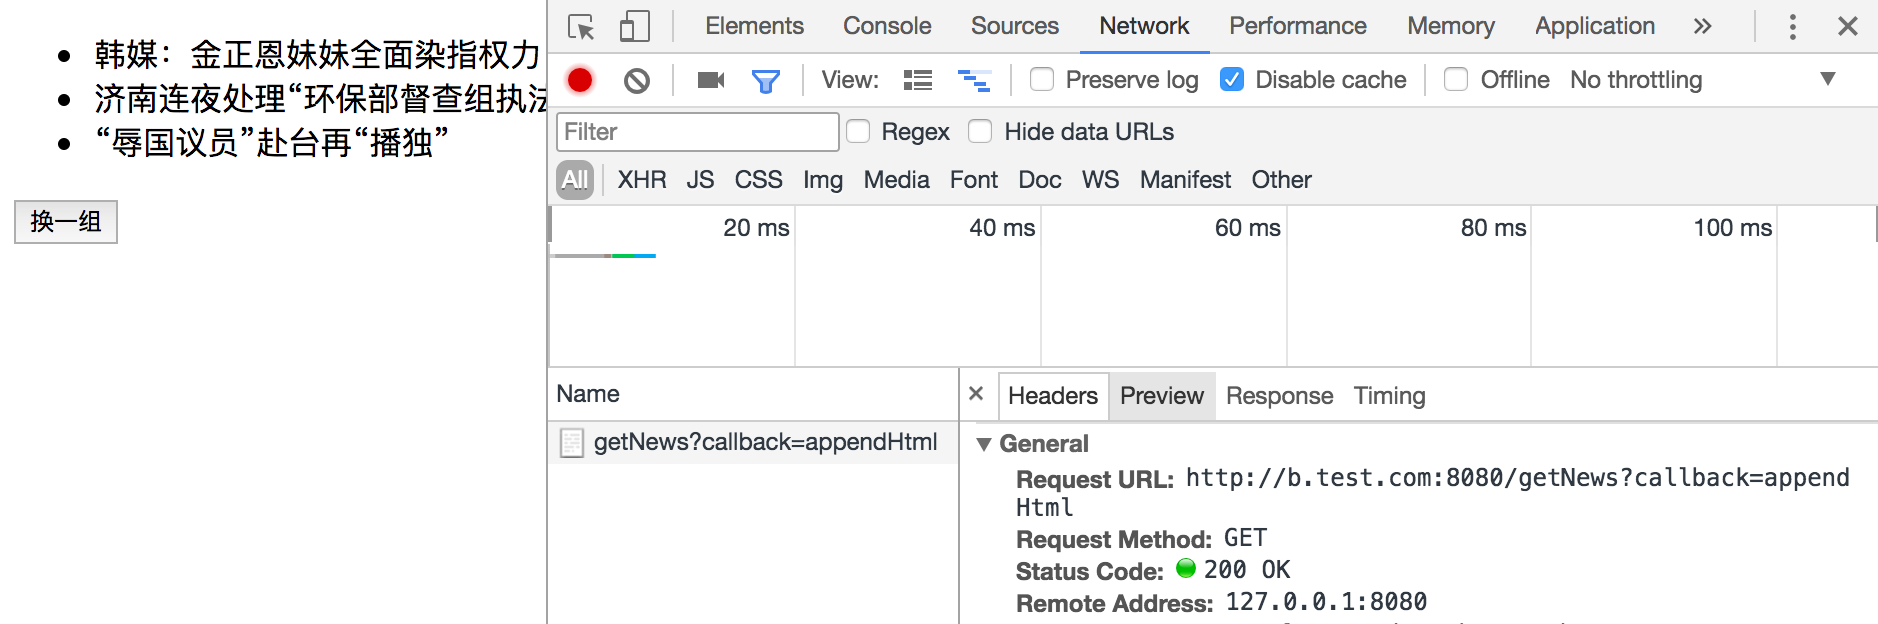 韩媒：金正恩妹妹全面染指权力
济南连夜处理“环保部督查组执法
“辱国议员”赴台再“播独”
换一组
Elements Console Sources Network Performance Memory Application
View: Preserve log Disable cache Offline No throttling
Filter Regex Hide data URLs
All XHR JS CSS Img Media Font Doc WS Manifest Other
20 ms 40 ms 60 ms 80 ms 100 ms
Name
getNews?callback=appendHtml
Headers Preview Response Timing
General
Request URL: http://b.test.com:8080/getNews?callback=append
Html
Request Method: GET
Status Code: 200 OK
Remote Address: 127.0.0.1:8080